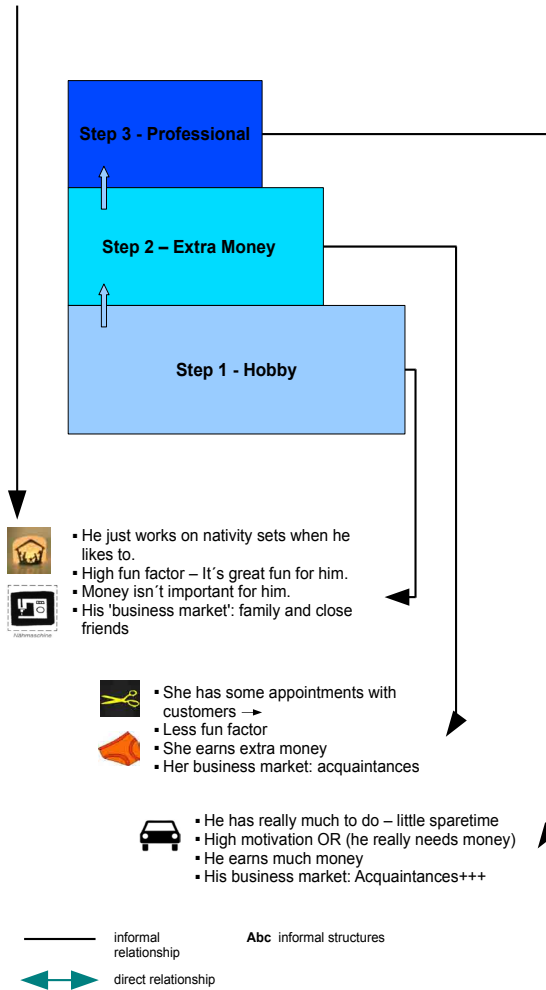 Step 3 - Professional
Step 2 – Extra Money
Step 1 - Hobby
▪ He just works on nativity sets when he
likes to.
▪ High fun factor – It´s great fun for him.
▪ Money isn´t important for him.
▪ His 'business market': family and close
friends
Nähmaschine
▪ She has some appointments with
customers →
▪ Less fun factor
▪ She earns extra money
▪ Her business market: acquaintances
▪ He has really much to do – little sparetime
▪ High motivation OR (he really needs money)
▪ He earns much money
▪ His business market: Acquaintances+++
informal
relationship
Abc informal structures
direct relationship